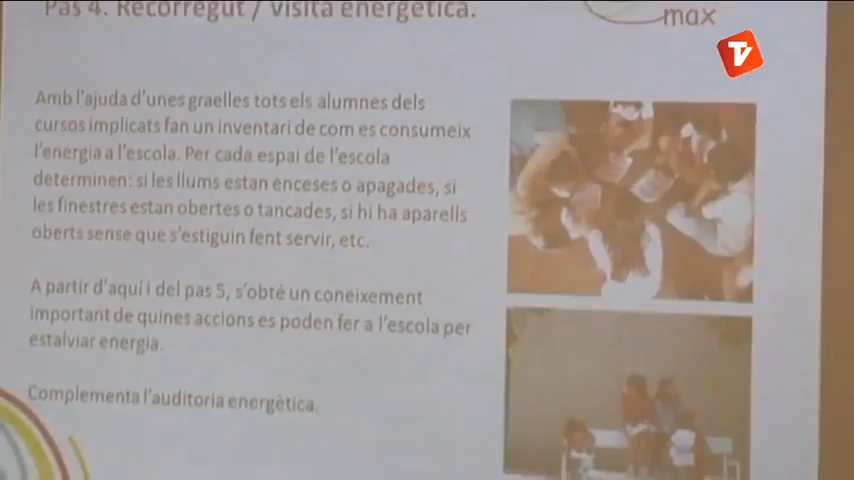 Pas 4. Recorregut / Visita energètica.
max
TV
Amb l'ajuda d'unes graelles tots els alumnes dels
cursos implicats fan un inventari de com es consumeix
l'energia a l'escola. Per cada espai de l'escola
determinen: si les llums estan enceses o apagades, si
les finestres estan obertes o tancades, si hi ha aparells
oberts sense que s'estiguin fent servir, etc.
A partir d'aquí i del pas 5, s'obté un coneixement
important de quines accions es poden fer a l'escola per
estalviar energia.
Complementa l'auditoria energètica.